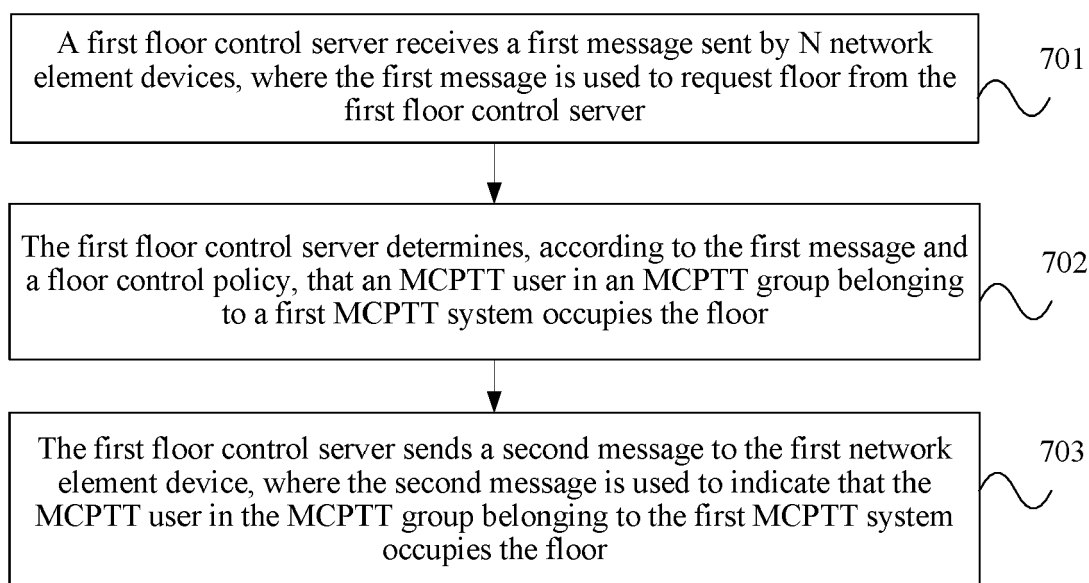 A first floor control server receives a first message sent by N network
element devices, where the first message is used to request floor from the
first floor control server
701
The first floor control server determines, according to the first message and
a floor control policy, that an MCPTT user in an MCPTT group belonging
to a first MCPTT system occupies the floor
702
The first floor control server sends a second message to the first network
element device, where the second message is used to indicate that the
MCPTT user in the MCPTT group belonging to the first MCPTT system
occupies the floor
703